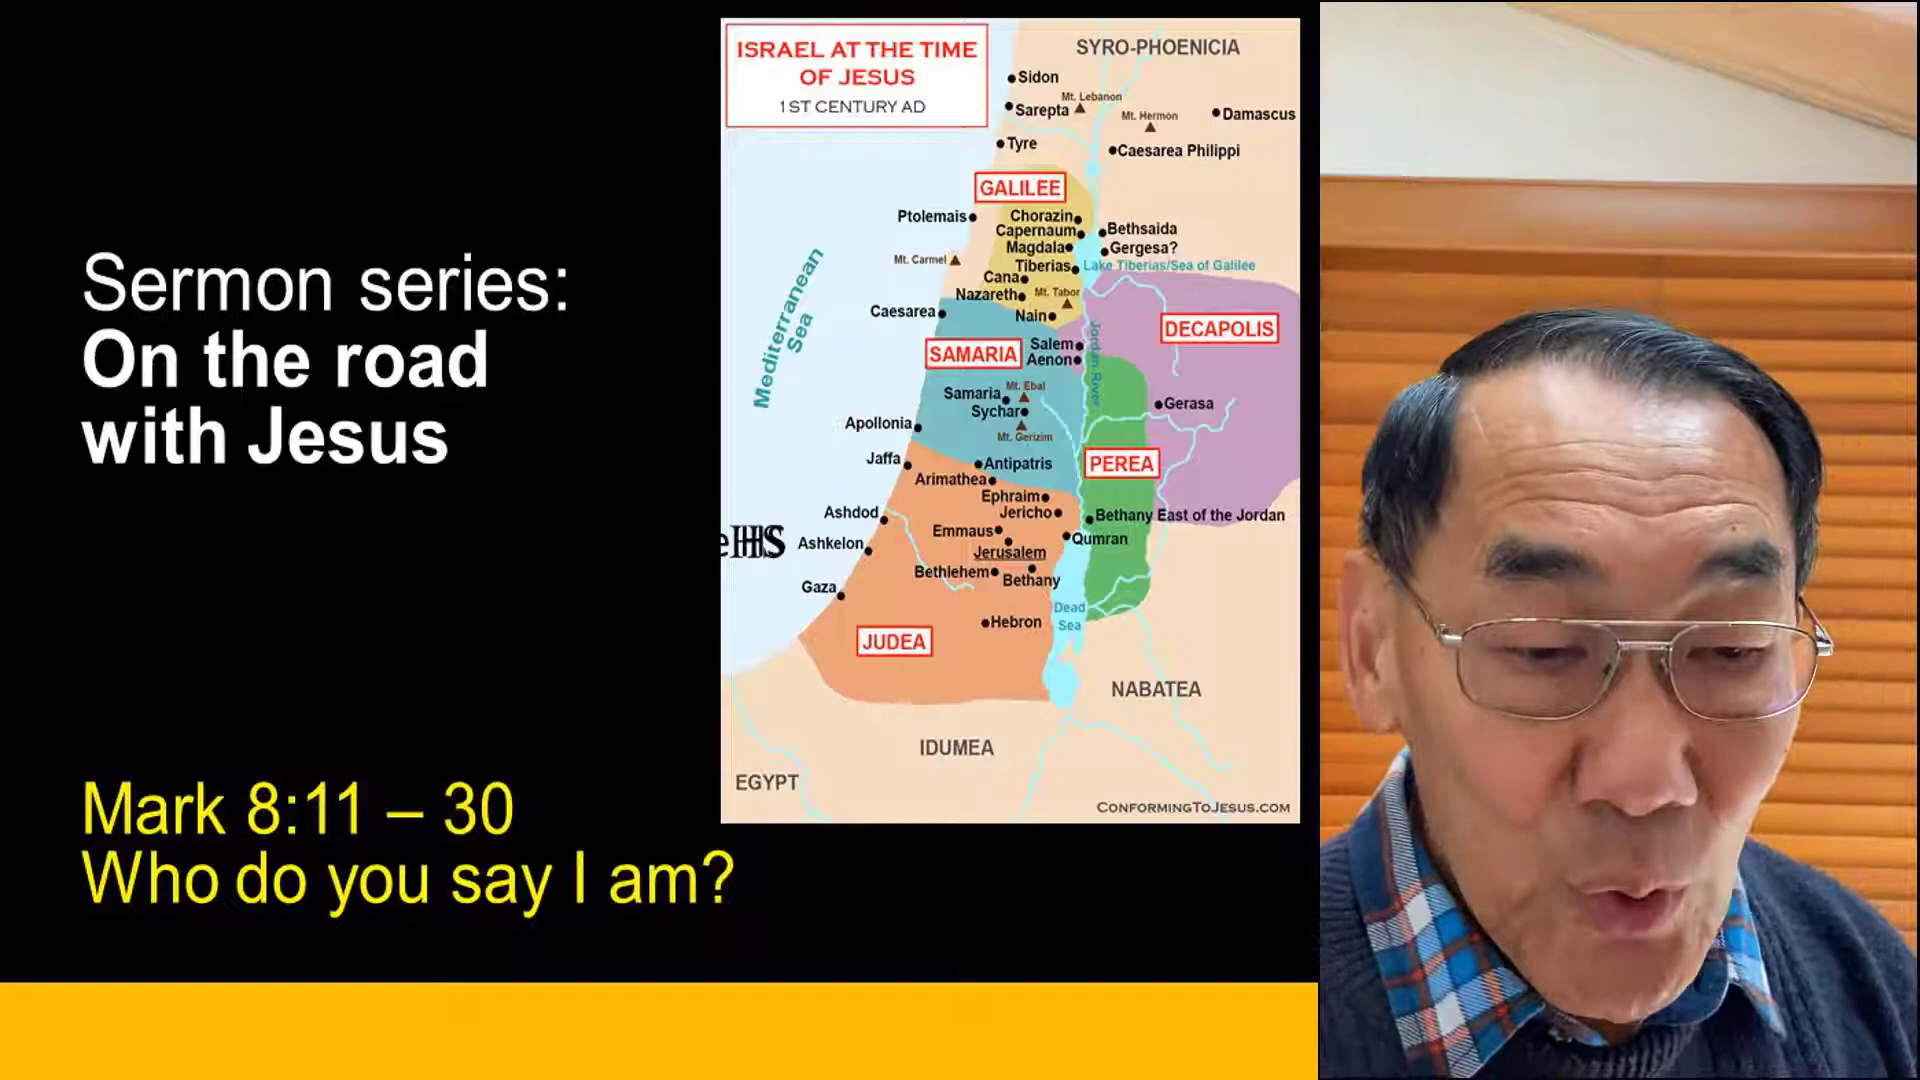 Sermon series:
On the road
with Jesus
Mark 8:11 – 30
Who do you say I am?
ISRAEL AT THE TIME
OF JESUS
1ST CENTURY AD
SYRO-PHOENICIA
Sidon
Mt. Lebanon
Sarepta
Mt. Hermon
Damascus
Tyre
Caesarea Philippi
GALILEE
Ptolemais
Chorazin
Capernaum
Bethsaida
Magdala
Gergesa?
Mt. Carmel
Tiberias
Lake Tiberias/Sea of Galilee
Cana
Nazareth
Mt. Tabor
Mediterranean
Sea
Caesarea
Nain
DECAPOLIS
Jordan River
Salem
SAMARIA
Aenon
Mt. Ebal
Samaria
Sychar
Gerasa
Apollonia
Mt. Gerizim
Jaffa
Antipatris
PEREA
Arimathea
Ephraim
Ashdod
Jericho
Bethany East of the Jordan
Emmaus
Qumran
Ashkelon
Jerusalem
Bethlehem
Bethany
Gaza
Dead
Sea
Hebron
JUDEA
NABATEA
IDUMEA
EGYPT
CONFORMINGTOJESUS.COM